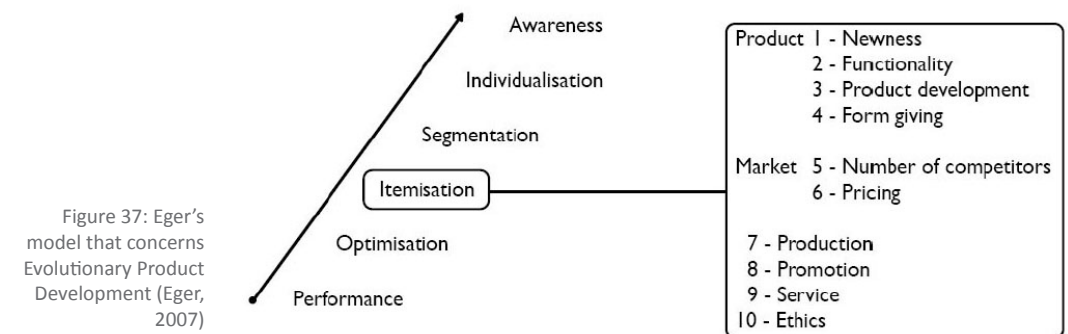 Awareness
Individualisation
Segmentation
Itemisation
Optimisation
Performance
Product 1 - Newness
2 - Functionality
3 - Product development
4 - Form giving
Market 5 - Number of competitors
6 - Pricing
7 - Production
8 - Promotion
9 - Service
10 - Ethics
Figure 37: Eger’s
model that concerns
Evolutionary Product
Development (Eger,
2007)